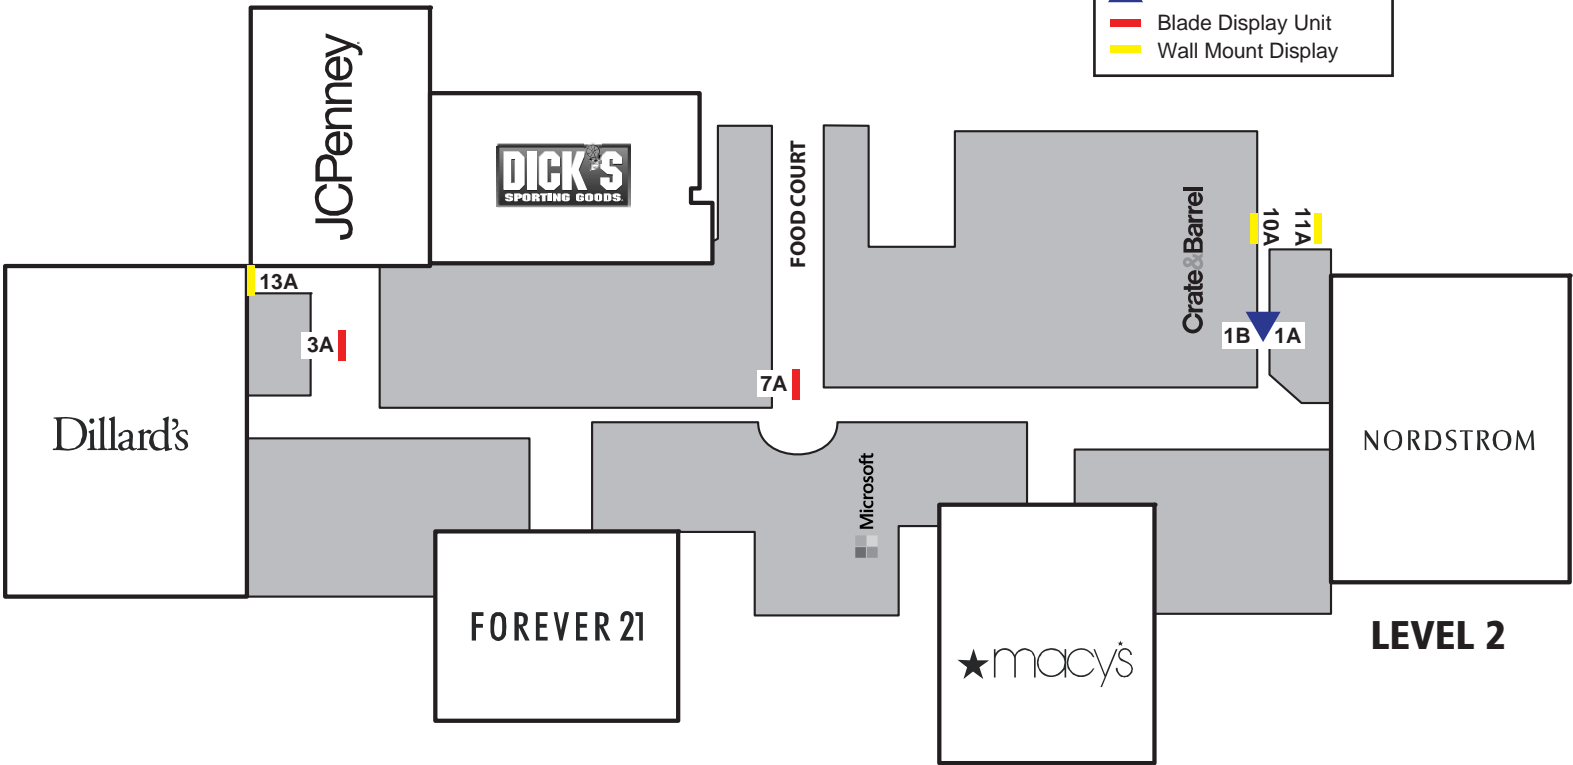 Blade Display Unit
Wall Mount Display
JCPenney
DICK'S
SPORTING GOODS
FOOD COURT
Crate&Barrel
10A
11A
13A
3A
1B
1A
7A
Dillard's
NORDSTROM
Microsoft
FOREVER 21
macy's
LEVEL 2